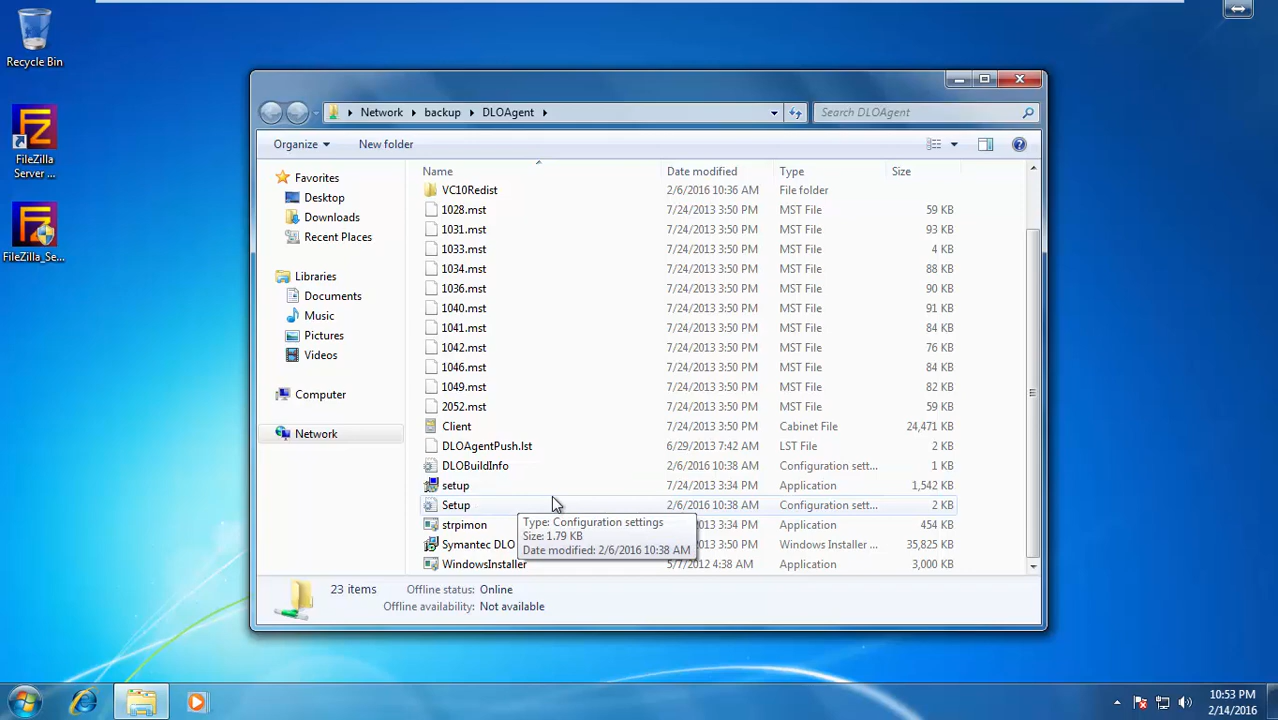 Recycle Bin
FileZilla
Server ...
FileZilla_Se...
Network
backup
DLOAgent
Search DLOAgent
Organize
New folder
Name
Date modified
Type
Size
Favorites
Desktop
Downloads
Recent Places
Libraries
Documents
Music
Pictures
Videos
Computer
Network
VC10Redist 2/6/2016 10:36 AM File folder
1028.mst 7/24/2013 3:50 PM MST File 59 KB
1031.mst 7/24/2013 3:50 PM MST File 93 KB
1033.mst 7/24/2013 3:50 PM MST File 4 KB
1034.mst 7/24/2013 3:50 PM MST File 88 KB
1036.mst 7/24/2013 3:50 PM MST File 90 KB
1040.mst 7/24/2013 3:50 PM MST File 91 KB
1041.mst 7/24/2013 3:50 PM MST File 84 KB
1042.mst 7/24/2013 3:50 PM MST File 76 KB
1046.mst 7/24/2013 3:50 PM MST File 84 KB
1049.mst 7/24/2013 3:50 PM MST File 82 KB
2052.mst 7/24/2013 3:50 PM MST File 59 KB
Client 7/24/2013 3:50 PM Cabinet File 24,471 KB
DLOAgentPush.lst 6/29/2013 7:42 AM LST File 2 KB
DLOBuildInfo 2/6/2016 10:38 AM Configuration sett... 1 KB
setup 7/24/2013 3:34 PM Application 1,542 KB
Setup 2/6/2016 10:38 AM Configuration sett... 2 KB
strpimon 7/24/2013 3:34 PM Application 454 KB
Symantec DLO 7/24/2013 3:34 PM Windows Installer ... 35,825 KB
WindowsInstaller 5/7/2012 4:38 AM Application 3,000 KB
Type: Configuration settings
Size: 1.79 KB
Date modified: 2/6/2016 10:38 AM
23 items
Offline status: Online
Offline availability: Not available
10:53 PM
2/14/2016